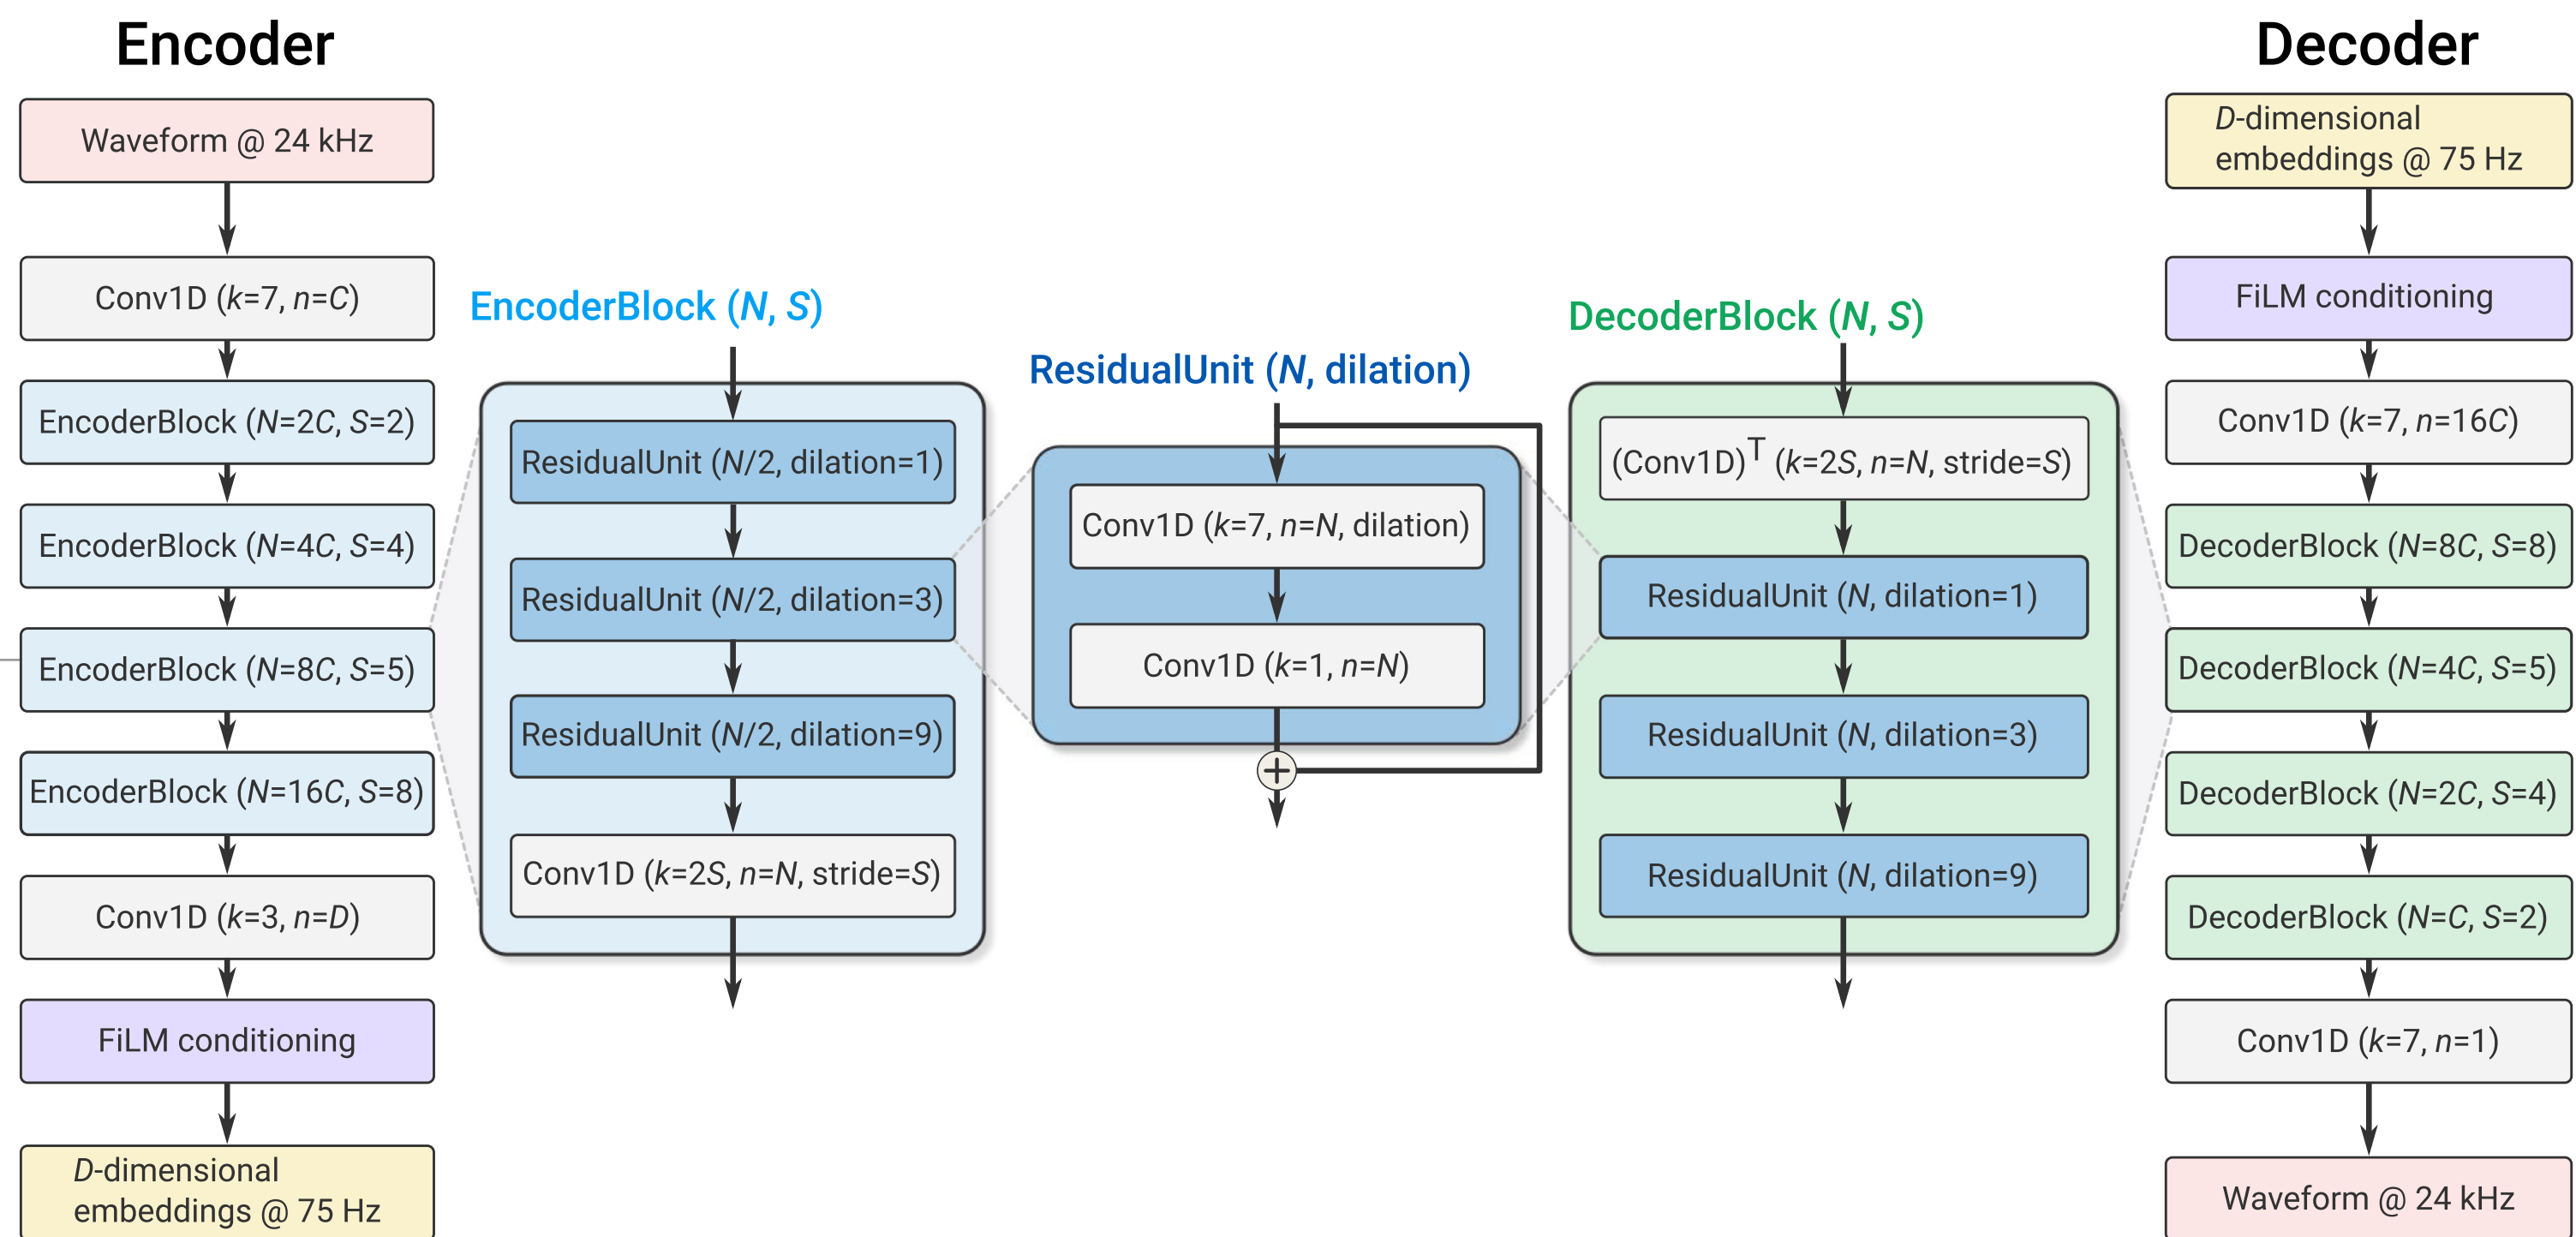 Encoder
Waveform @ 24 kHz
Conv1D (k=7, n=C)
EncoderBlock (N=2C, S=2)
EncoderBlock (N=4C, S=4)
EncoderBlock (N=8C, S=5)
EncoderBlock (N=16C, S=8)
Conv1D (k=3, n=D)
FiLM conditioning
D-dimensional
embeddings @ 75 Hz
EncoderBlock (N, S)
ResidualUnit (N/2, dilation=1)
ResidualUnit (N/2, dilation=3)
ResidualUnit (N/2, dilation=9)
Conv1D (k=2S, n=N, stride=S)
ResidualUnit (N, dilation)
Conv1D (k=7, n=N, dilation)
Conv1D (k=1, n=N)
+
DecoderBlock (N, S)
(Conv1D)ᵀ (k=2S, n=N, stride=S)
ResidualUnit (N, dilation=1)
ResidualUnit (N, dilation=3)
ResidualUnit (N, dilation=9)
Decoder
D-dimensional
embeddings @ 75 Hz
FiLM conditioning
Conv1D (k=7, n=16C)
DecoderBlock (N=8C, S=8)
DecoderBlock (N=4C, S=5)
DecoderBlock (N=2C, S=4)
DecoderBlock (N=C, S=2)
Conv1D (k=7, n=1)
Waveform @ 24 kHz